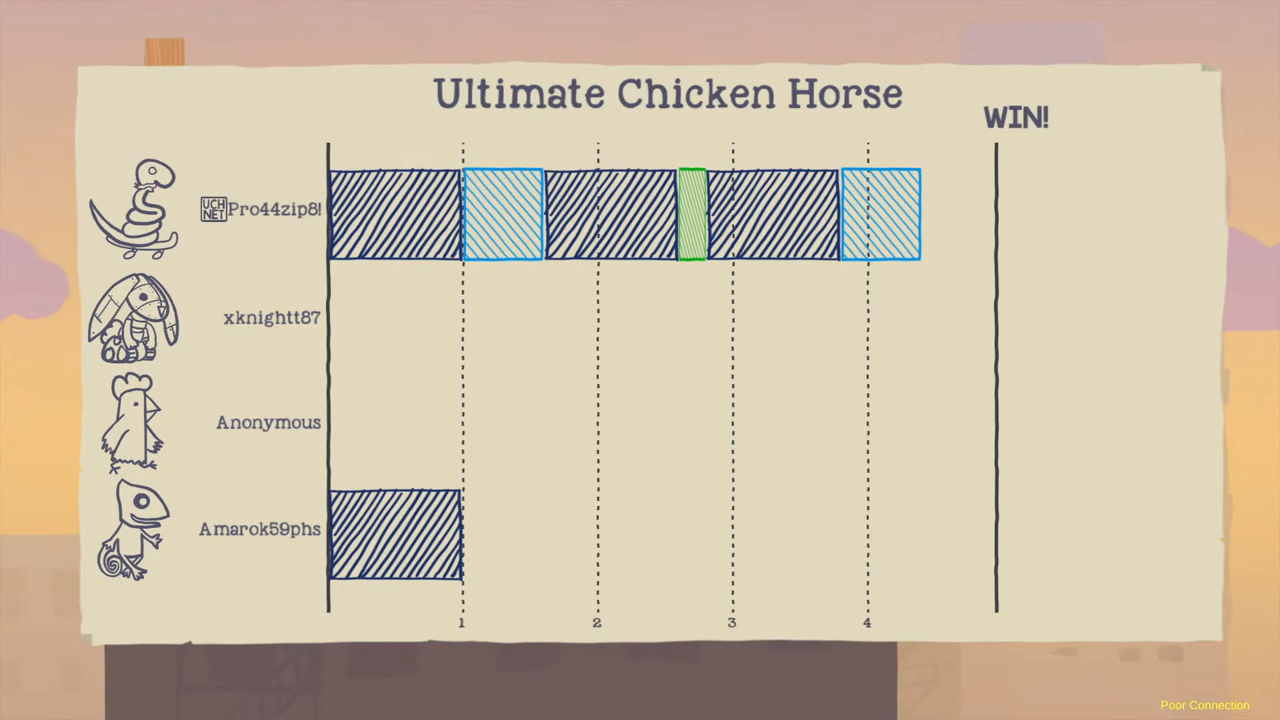 Ultimate Chicken Horse
WIN!
UCH NET Pro44zip8!
xknightt87
Anonymous
Amarok59phs
1 2 3 4
Poor Connection